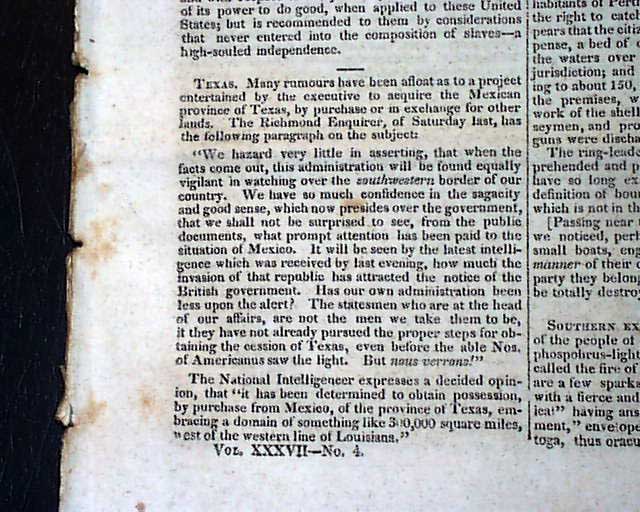 of its power to do good, when applied to these United
States; but is recommended to them by considerations
that never entered into the composition of slaves—a
high-souled independence.
TEXAS. Many rumours have been afloat as to a project
entertained by the executive to acquire the Mexican
province of Texas, by purchase or in exchange for other
lands. The Richmond Enquirer, of Saturday last, has
the following paragraph on the subject:
"We hazard very little in asserting, that when the
facts come out, this administration will be found equally
vigilant in watching over the southwestern border of our
country. We have so much confidence in the sagacity
and good sense, which now presides over the government,
that we shall not be surprised to see, from the public
documents, what prompt attention has been paid to the
situation of Mexico. It will be seen by the latest intelli-
gence which was received by last evening, how much the
invasion of that republic has attracted the notice of the
British government. Has our own administration been
less upon the alert? The statesmen who are at the head
of our affairs, are not the men we take them to be,
if they have not already pursued the proper steps for ob-
taining the cession of Texas, even before the able Nos.
of Americanus saw the light. But nous verrons!"
The National Intelligencer expresses a decided opin-
ion, that "it has been determined to obtain possession,
by purchase from Mexico, of the province of Texas, em-
bracing a domain of something like 300,000 square miles,
west of the western line of Louisiana."
VOL. XXXVII—No. 4.
habitants of
the right to
pears that the
pense, a bed of
the waters over
jurisdiction; and
ing to about 150,
the premises, w
work of the shell
seymen, and
guns were
The ring-lead
prehended and p
have so long ex
definition of
which is not in th
[Passing near
we noticed,
small boats,
manner of their
party they belong
be totally
SOUTHERN EX
of the people of
phospohrus-light
called the fire of
are a few sparks
with a fierce and
ica!" having
ment," envelope
toga, thus